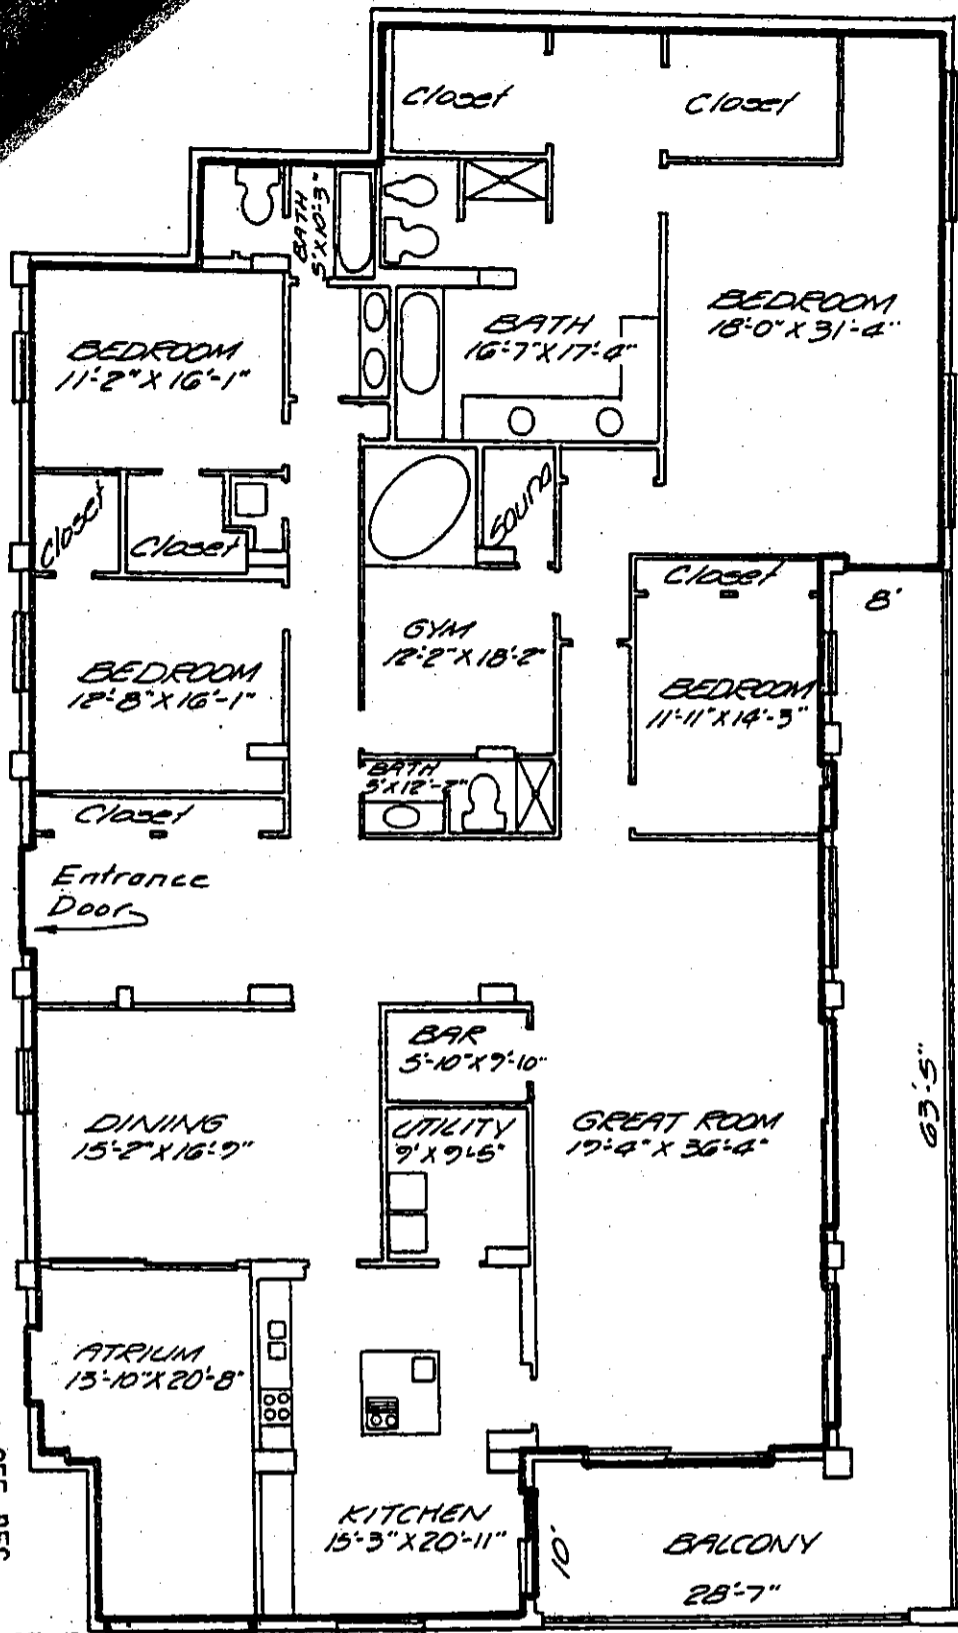 Closet
Closet
BATH
5'X10'-3"
BEDROOM
11'-2"X16'-1"
BATH
16'-7"X17'-4"
BEDROOM
18'-0"X31'-4"
Closet
Closet
sauna
Closet
8'
GYM
12'-2"X18'-2"
BEDROOM
12'-8"X16'-1"
BEDROOM
11'-11"X14'-3"
BATH
5'X12'-2"
Closet
Entrance
Door
BAR
5'-10"X9'-10"
63'-5"
DINING
15'-2"X16'-9"
UTILITY
9'X9'-5"
GREAT ROOM
19'-4"X36'-4"
ATRIUM
13'-10"X20'-8"
KITCHEN
15'-3"X20'-11"
10'
BALCONY
28'-7"